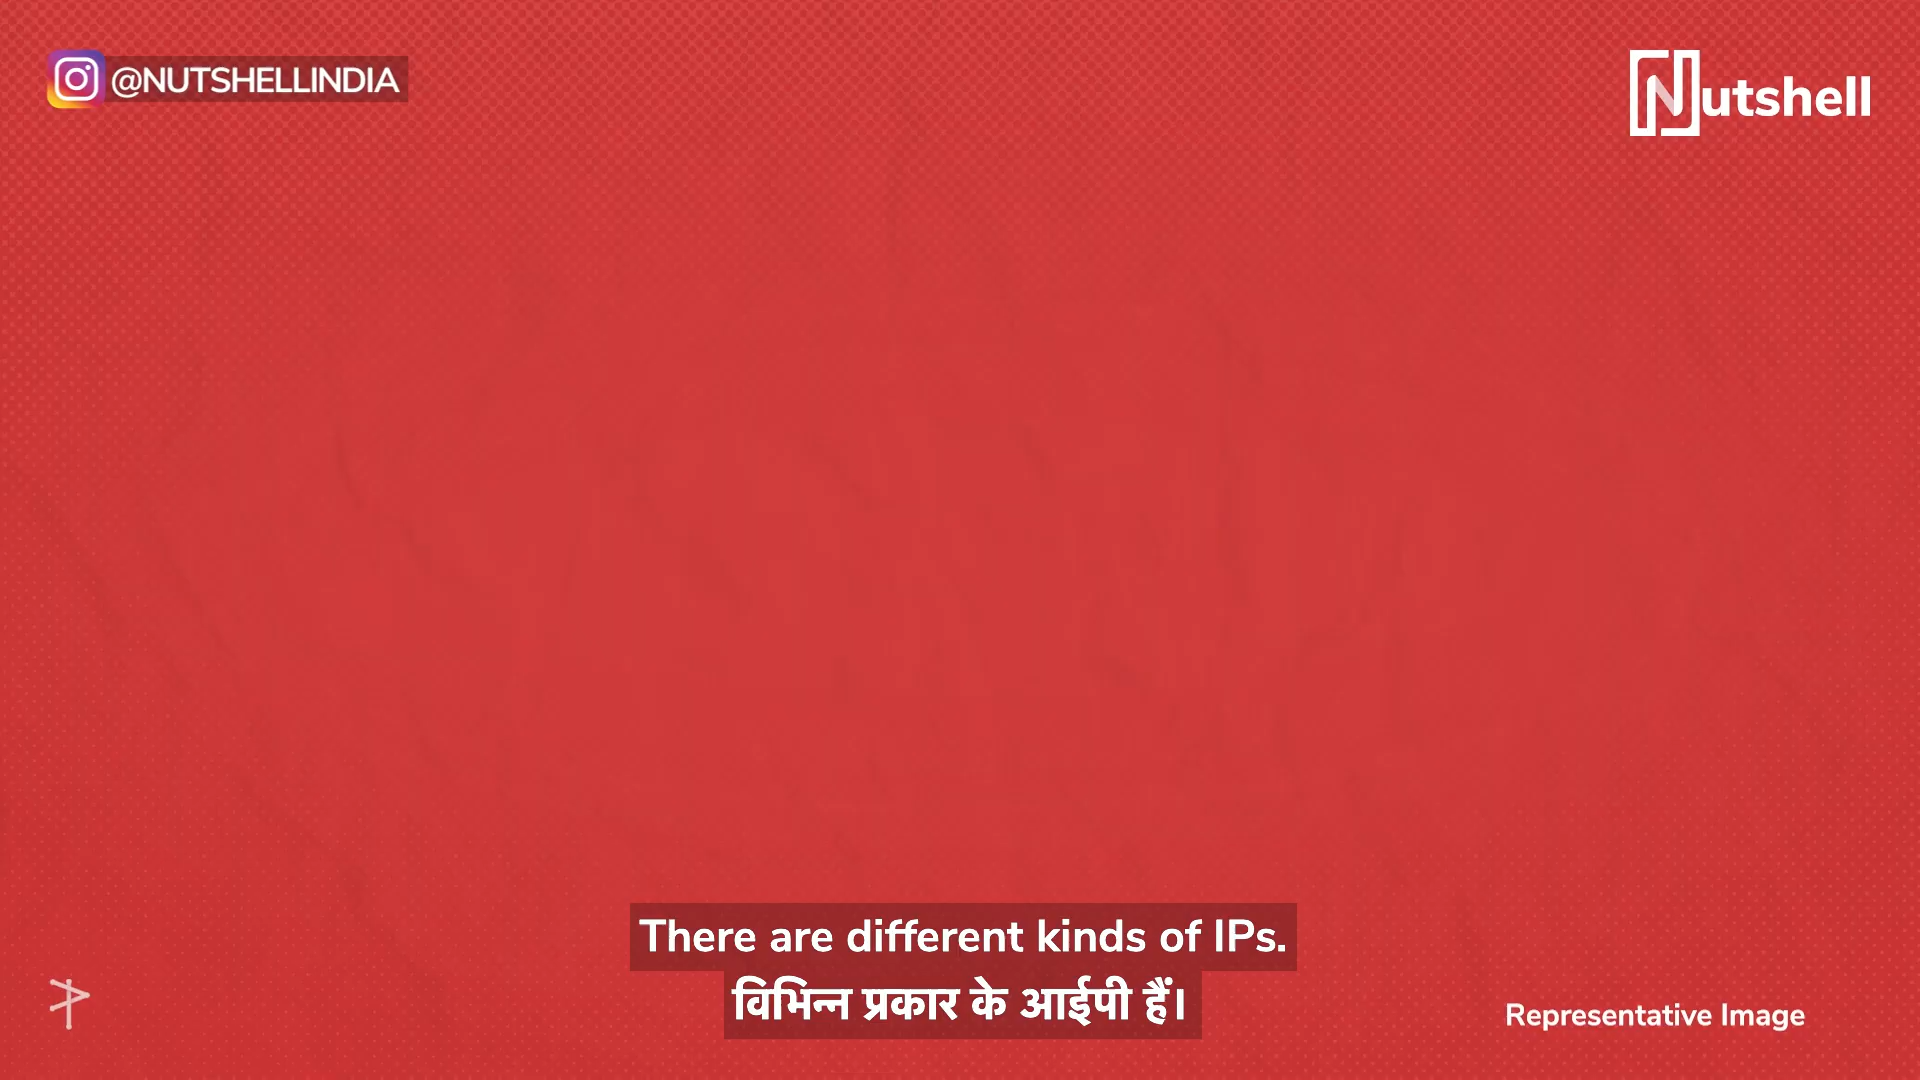 @NUTSHELLINDIA
Nutshell
There are different kinds of IPs.
विभिन्न प्रकार के आईपी हैं।
Representative Image